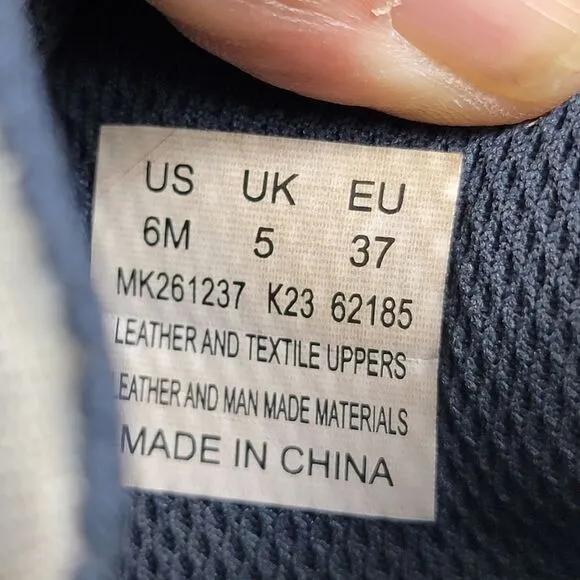 US UK EU
6M 5 37
MK261237 K23 62185
LEATHER AND TEXTILE UPPERS
LEATHER AND MAN MADE MATERIALS
MADE IN CHINA